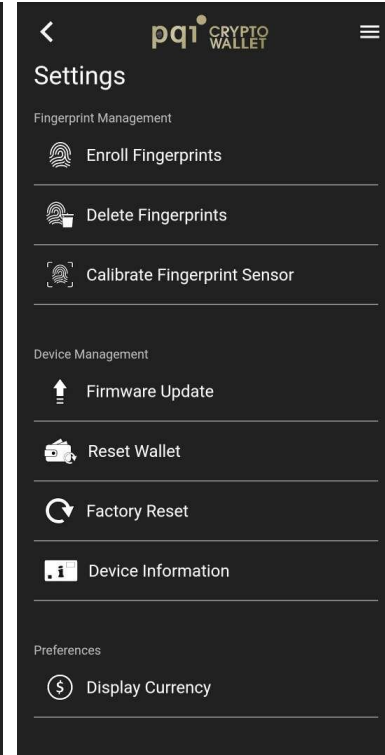 pqi CRYPTO
WALLET
Settings
Fingerprint Management
Enroll Fingerprints
Delete Fingerprints
Calibrate Fingerprint Sensor
Device Management
Firmware Update
Reset Wallet
Factory Reset
Device Information
Preferences
Display Currency